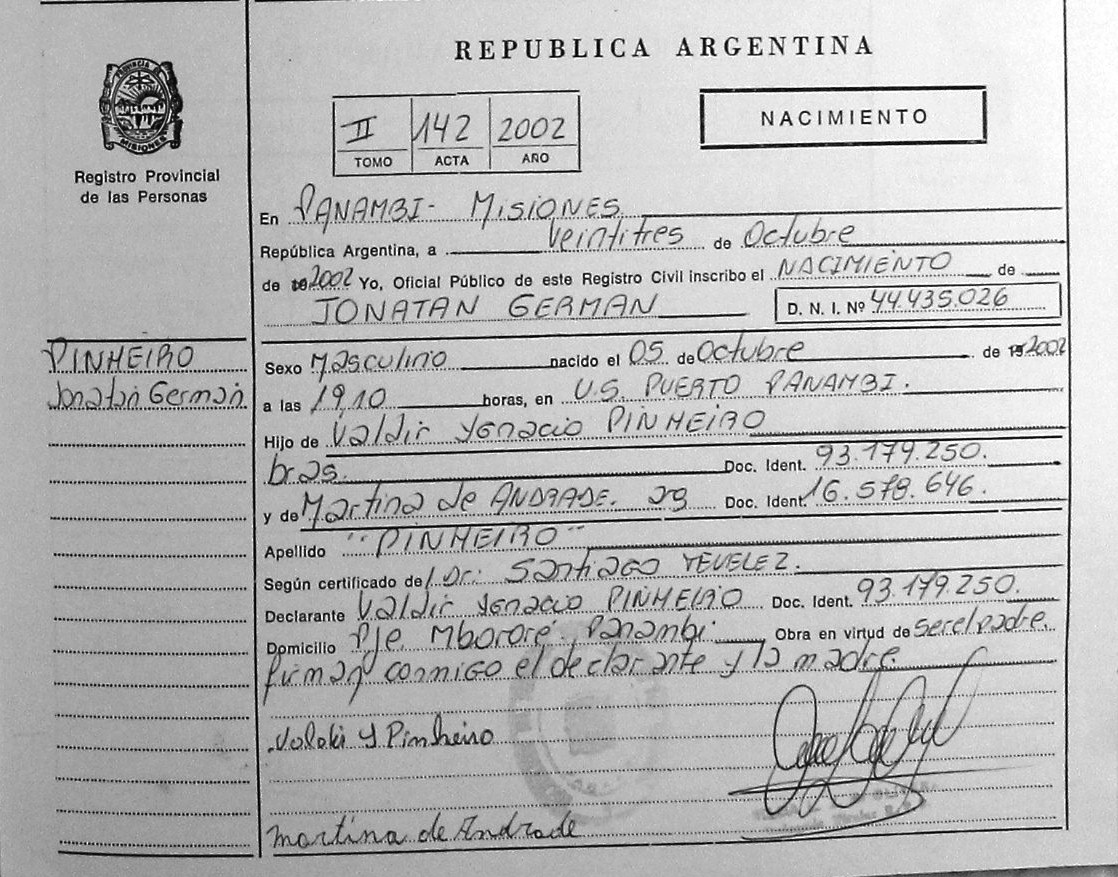 REPUBLICA ARGENTINA
PROVINCIA DE MISIONES
Registro Provincial
de las Personas
II 142 2002
TOMO ACTA AÑO
NACIMIENTO
En PANAMBI- MISIONES
República Argentina, a veintitres de Octubre
de 2002 Yo, Oficial Público de este Registro Civil inscribo el NACIMIENTO de
JONATAN GERMAN D. N. I. Nº 44.435.026
PINHEIRO
Jonatan German
Sexo Masculino nacido el 05 de Octubre de 2002
a las 19,10 horas, en U.S. PUERTO PANAMBI.
Hijo de Valdir Ygnacio PINHEIRO
bras. Doc. Ident. 93.179.250.
y de Martina de ANDRADE. arg Doc. Ident. 16.578.646.
Apellido "PINHEIRO"
Según certificado de Dr: Santiago TEVELEZ.
Declarante Valdir Ygnacio PINHEIRO Doc. Ident. 93.179.250.
Domicilio Pje. Mbororé. Panambi. Obra en virtud de ser el padre
firman conmigo el declarante y la madre
Valdir Y Pinheiro
Martina de Andrade